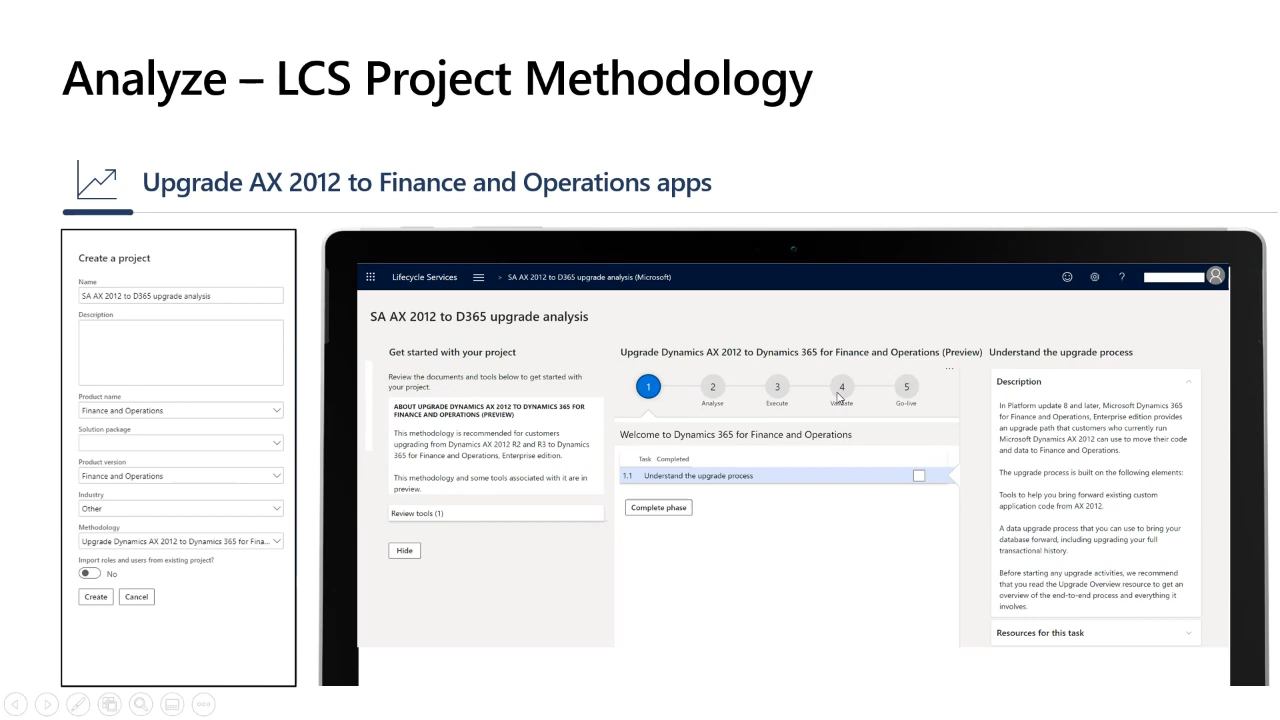 Analyze – LCS Project Methodology
Upgrade AX 2012 to Finance and Operations apps
Create a project
Name
SA AX 2012 to D365 upgrade analysis
Description
Product name
Finance and Operations
Solution package
Product version
Finance and Operations
Industry
Other
Methodology
Upgrade Dynamics AX 2012 to Dynamics 365 for Fina...
Import roles and users from existing project?
No
Create
Cancel
Lifecycle Services
> SA AX 2012 to D365 upgrade analysis (Microsoft)
?
SA AX 2012 to D365 upgrade analysis
Get started with your project
Review the documents and tools below to get started with
your project.
ABOUT UPGRADE DYNAMICS AX 2012 TO DYNAMICS 365 FOR
FINANCE AND OPERATIONS (PREVIEW)
This methodology is recommended for customers
upgrading from Dynamics AX 2012 R2 and R3 to Dynamics
365 for Finance and Operations, Enterprise edition.
This methodology and some tools associated with it are in
preview.
Review tools (1)
Hide
Upgrade Dynamics AX 2012 to Dynamics 365 for Finance and Operations (Preview)
...
1
2
3
4
5
Analyse
Execute
Validate
Go-live
Welcome to Dynamics 365 for Finance and Operations
Task Completed
1.1 Understand the upgrade process
Complete phase
Understand the upgrade process
Description
In Platform update 8 and later, Microsoft Dynamics 365
for Finance and Operations, Enterprise edition provides
an upgrade path that customers who currently run
Microsoft Dynamics AX 2012 can use to move their code
and data to Finance and Operations.
The upgrade process is built on the following elements:
Tools to help you bring forward existing custom
application code from AX 2012.
A data upgrade process that you can use to bring your
database forward, including upgrading your full
transactional history.
Before starting any upgrade activities, we recommend
that you read the Upgrade Overview resource to get an
overview of the end-to-end process and everything it
involves.
Resources for this task